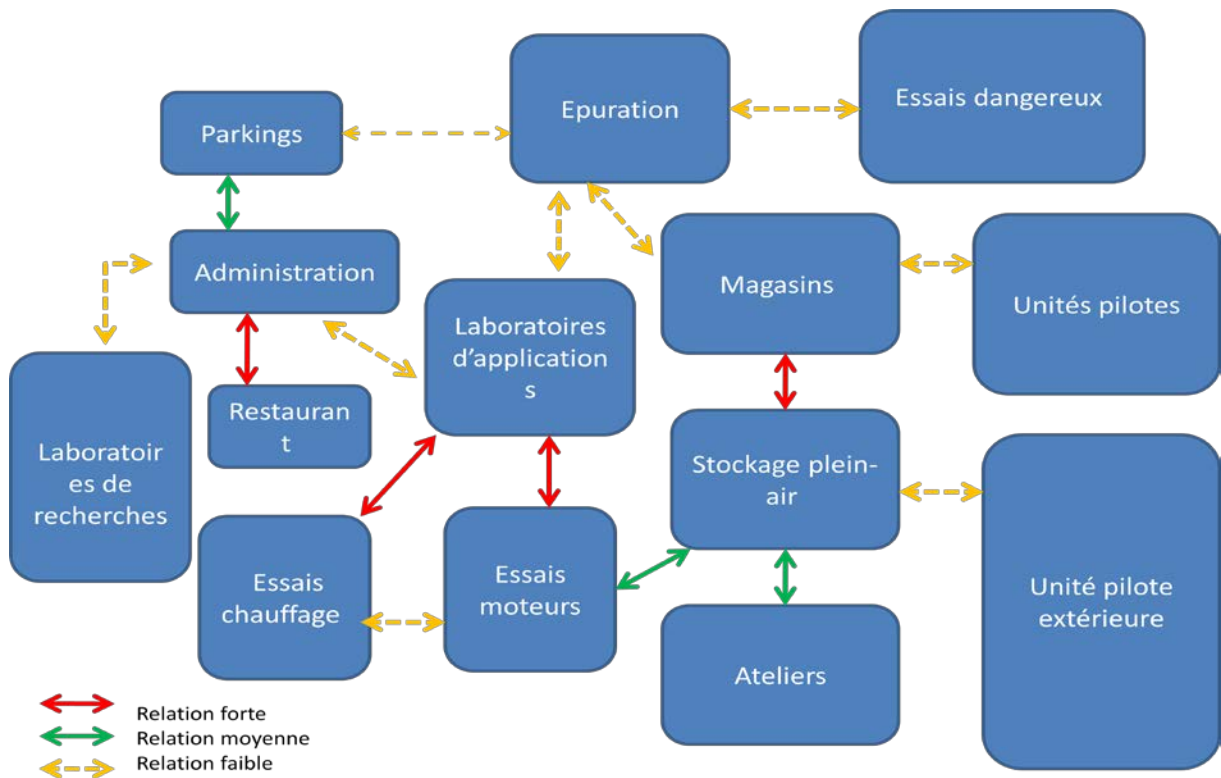 Parkings
Epuration
Essais dangereux
Administration
Laboratoires
d'application
s
Magasins
Unités pilotes
Restauran
t
Laboratoir
es de
recherches
Stockage plein-
air
Essais
chauffage
Essais
moteurs
Ateliers
Unité pilote
extérieure
Relation forte
Relation moyenne
Relation faible